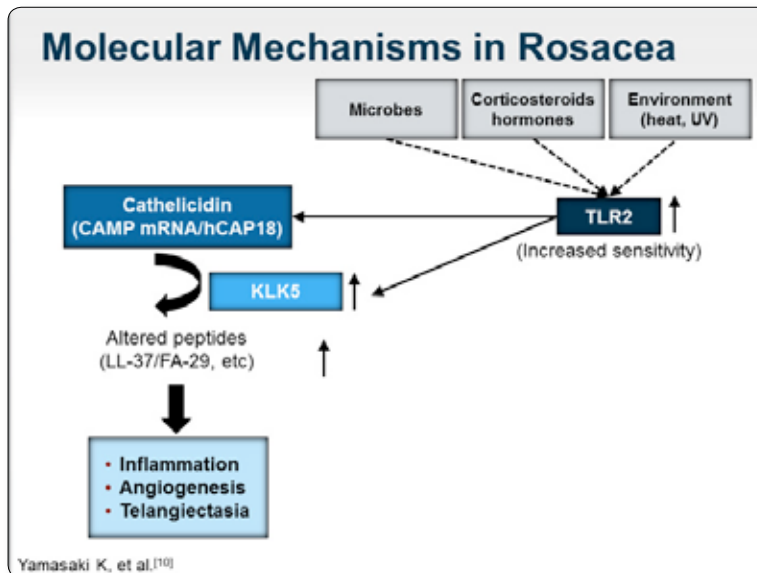 Molecular Mechanisms in Rosacea
Microbes
Corticosteroids
hormones
Environment
(heat, UV)
Cathelicidin
(CAMP mRNA/hCAP18)
TLR2
(Increased sensitivity)
KLK5
Altered peptides
(LL-37/FA-29, etc)
• Inflammation
• Angiogenesis
• Telangiectasia
Yamasaki K, et al.[10]